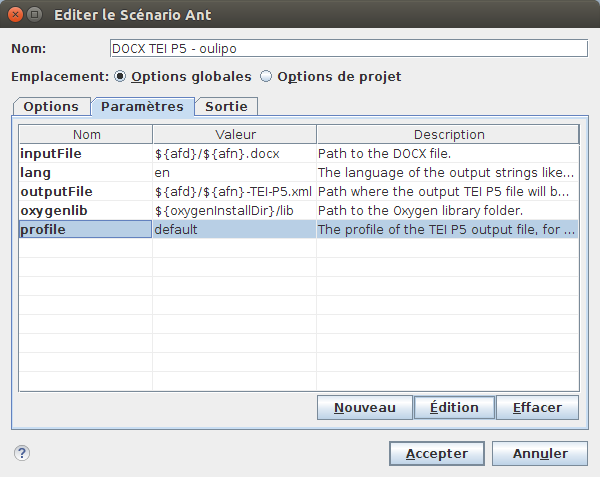 Editer le Scénario Ant
Nom: DOCX TEI P5 - oulipo
Emplacement: Options globales Options de projet
Options Paramètres Sortie
Nom Valeur Description
inputFile ${afd}/${afn}.docx Path to the DOCX file.
lang en The language of the output strings like...
outputFile ${afd}/${afn}-TEI-P5.xml Path where the output TEI P5 file will b...
oxygenlib ${oxygenInstallDir}/lib Path to the Oxygen library folder.
profile default The profile of the TEI P5 output file, for ...
Nouveau Édition Effacer
? Accepter Annuler